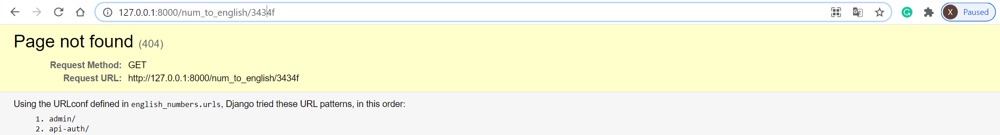 127.0.0.1:8000/num_to_english/3434f
X Paused
Page not found (404)
Request Method: GET
Request URL: http://127.0.0.1:8000/num_to_english/3434f
Using the URLconf defined in english_numbers.urls, Django tried these URL patterns, in this order:
1. admin/
2. api-auth/